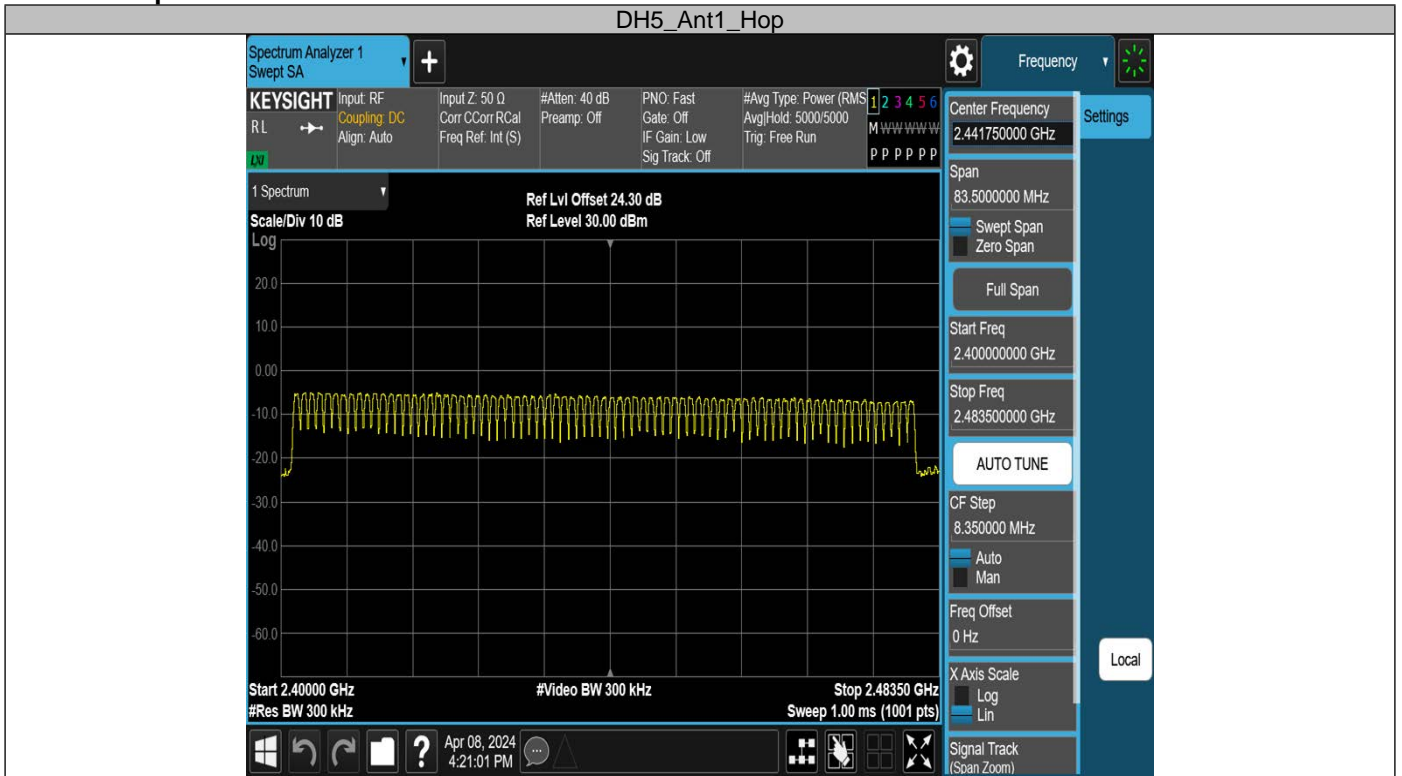 DH5_Ant1_Hop
Spectrum Analyzer 1
Swept SA
Frequency
KEYSIGHT
RL
LXI
Input: RF
Coupling: DC
Align: Auto
Input Z: 50 Ω
Corr CCorr RCal
Freq Ref: Int (S)
#Atten: 40 dB
Preamp: Off
PNO: Fast
Gate: Off
IF Gain: Low
Sig Track: Off
#Avg Type: Power (RMS
Avg|Hold: 5000/5000
Trig: Free Run
1 2 3 4 5 6
M W W W W W
P P P P P P
Center Frequency
2.441750000 GHz
Settings
Span
83.5000000 MHz
Swept Span
Zero Span
Full Span
Start Freq
2.400000000 GHz
Stop Freq
2.483500000 GHz
AUTO TUNE
CF Step
8.350000 MHz
Auto
Man
Freq Offset
0 Hz
X Axis Scale
Log
Lin
Signal Track
(Span Zoom)
Local
1 Spectrum
Scale/Div 10 dB
Ref Lvl Offset 24.30 dB
Ref Level 30.00 dBm
Log
20.0
10.0
0.00
-10.0
-20.0
-30.0
-40.0
-50.0
-60.0
Start 2.40000 GHz
#Video BW 300 kHz
Stop 2.48350 GHz
#Res BW 300 kHz
Sweep 1.00 ms (1001 pts)
?
Apr 08, 2024
4:21:01 PM